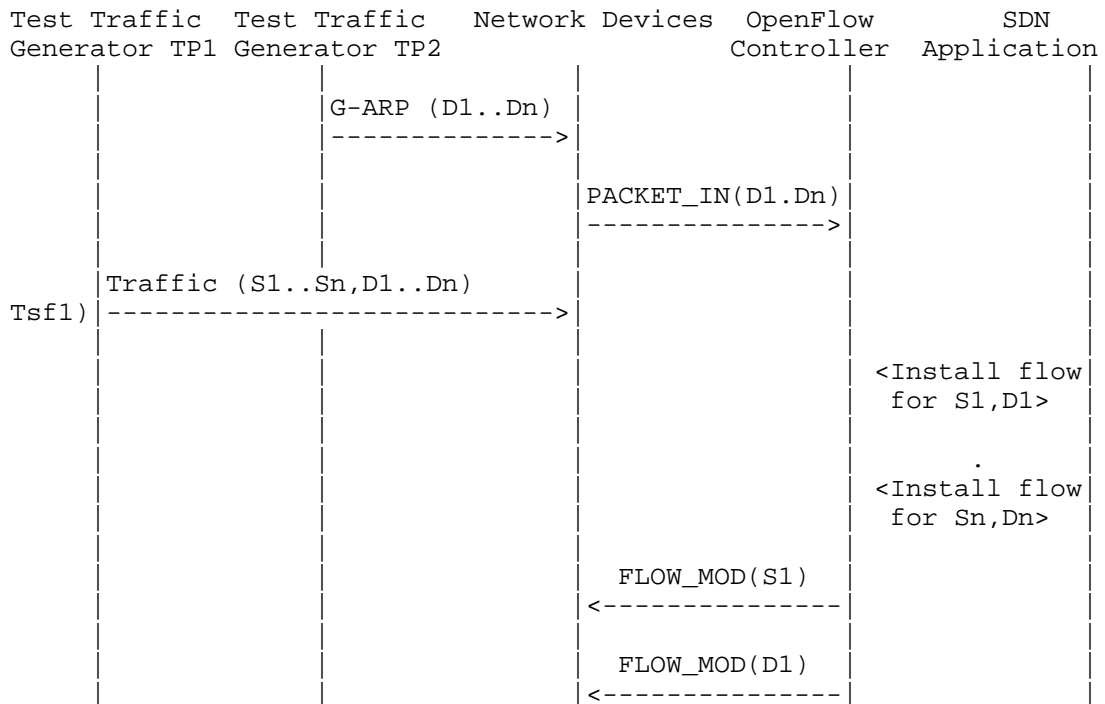 Test Traffic  Test Traffic   Network Devices  OpenFlow        SDN
Generator TP1 Generator TP2                  Controller  Application
G-ARP (D1..Dn)
-------------->
PACKET_IN(D1.Dn)
--------------->
Traffic (S1..Sn,D1..Dn)
Tsf1)|---------------------------->
<Install flow
for S1,D1>
.
<Install flow
for Sn,Dn>
FLOW_MOD(S1)
<---------------
FLOW_MOD(D1)
<---------------